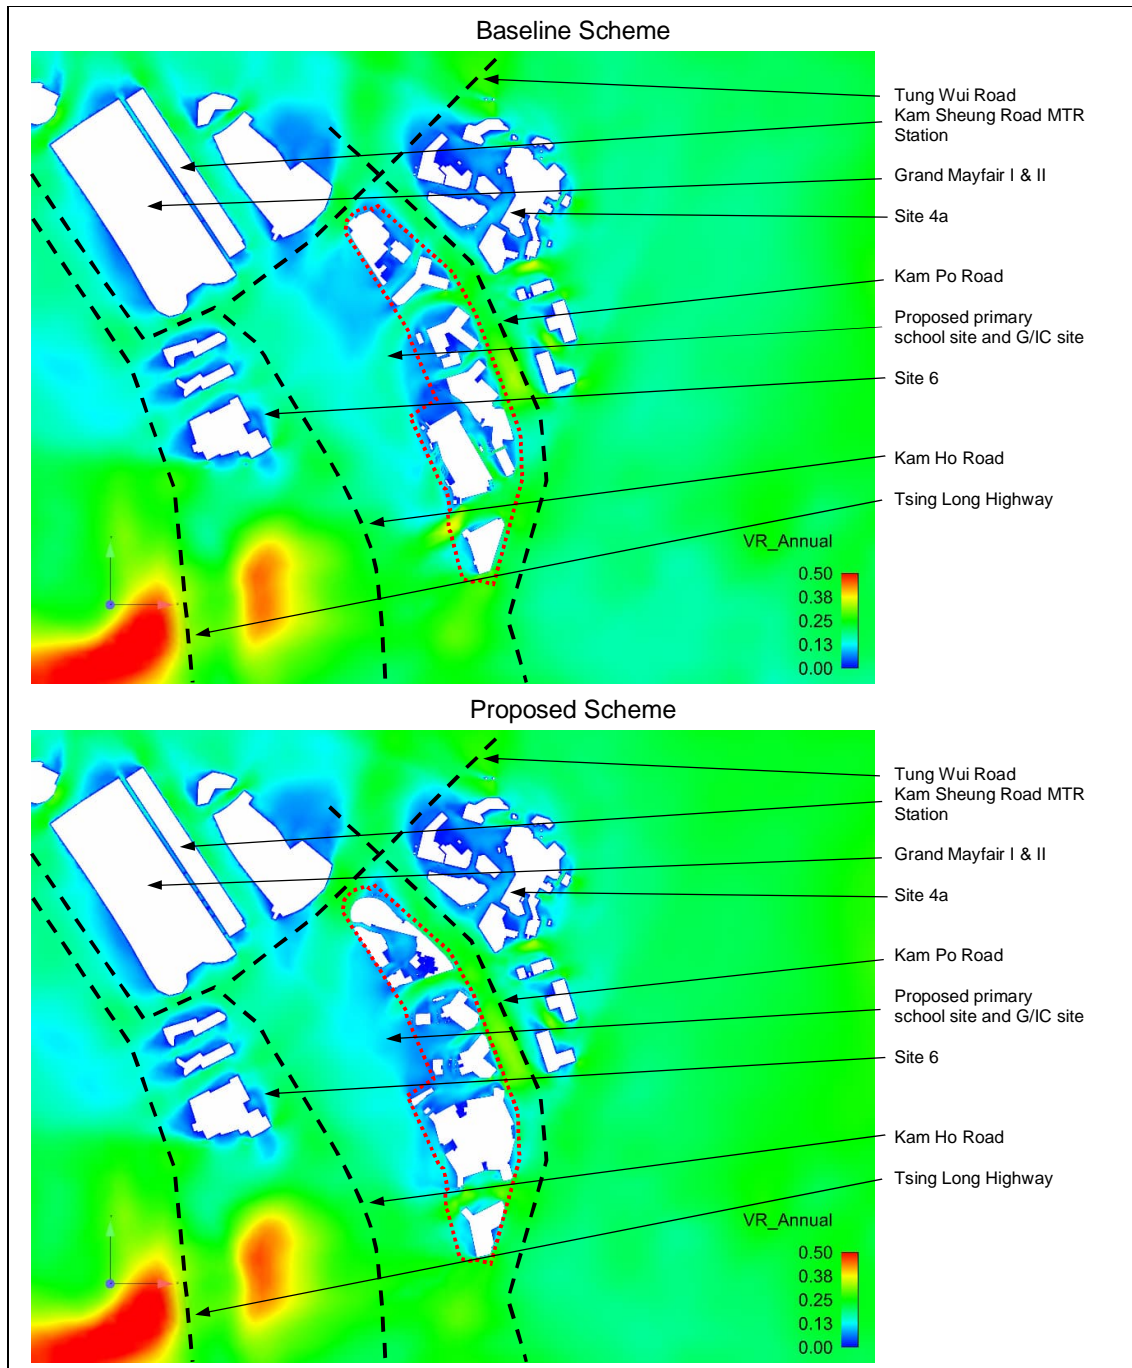 Baseline Scheme
Tung Wui Road
Kam Sheung Road MTR
Station
Grand Mayfair I & II
Site 4a
Kam Po Road
Proposed primary
school site and G/IC site
Site 6
Kam Ho Road
Tsing Long Highway
VR_Annual
0.50
0.38
0.25
0.13
0.00
Proposed Scheme
Tung Wui Road
Kam Sheung Road MTR
Station
Grand Mayfair I & II
Site 4a
Kam Po Road
Proposed primary
school site and G/IC site
Site 6
Kam Ho Road
Tsing Long Highway
VR_Annual
0.50
0.38
0.25
0.13
0.00